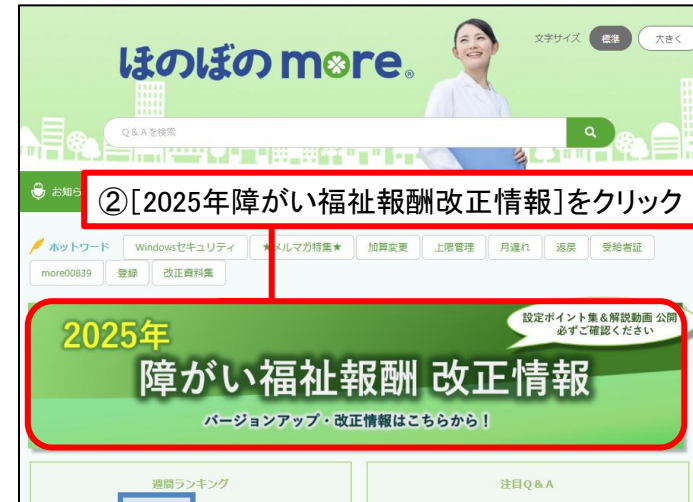 ほのぼの more®
文字サイズ 標準 大きく
Q&Aを検索
お知ら
②[2025年障がい福祉報酬改正情報]をクリック
ホットワード Windowsセキュリティ ★メルマガ特集★ 加算変更 上限管理 月遅れ 返戻 受給者証
more00839 登録 改正資料集
設定ポイント集&解説動画 公開
必ずご確認ください
2025年
障がい福祉報酬 改正情報
バージョンアップ・改正情報はこちらから!
週間ランキング 注目Q&A